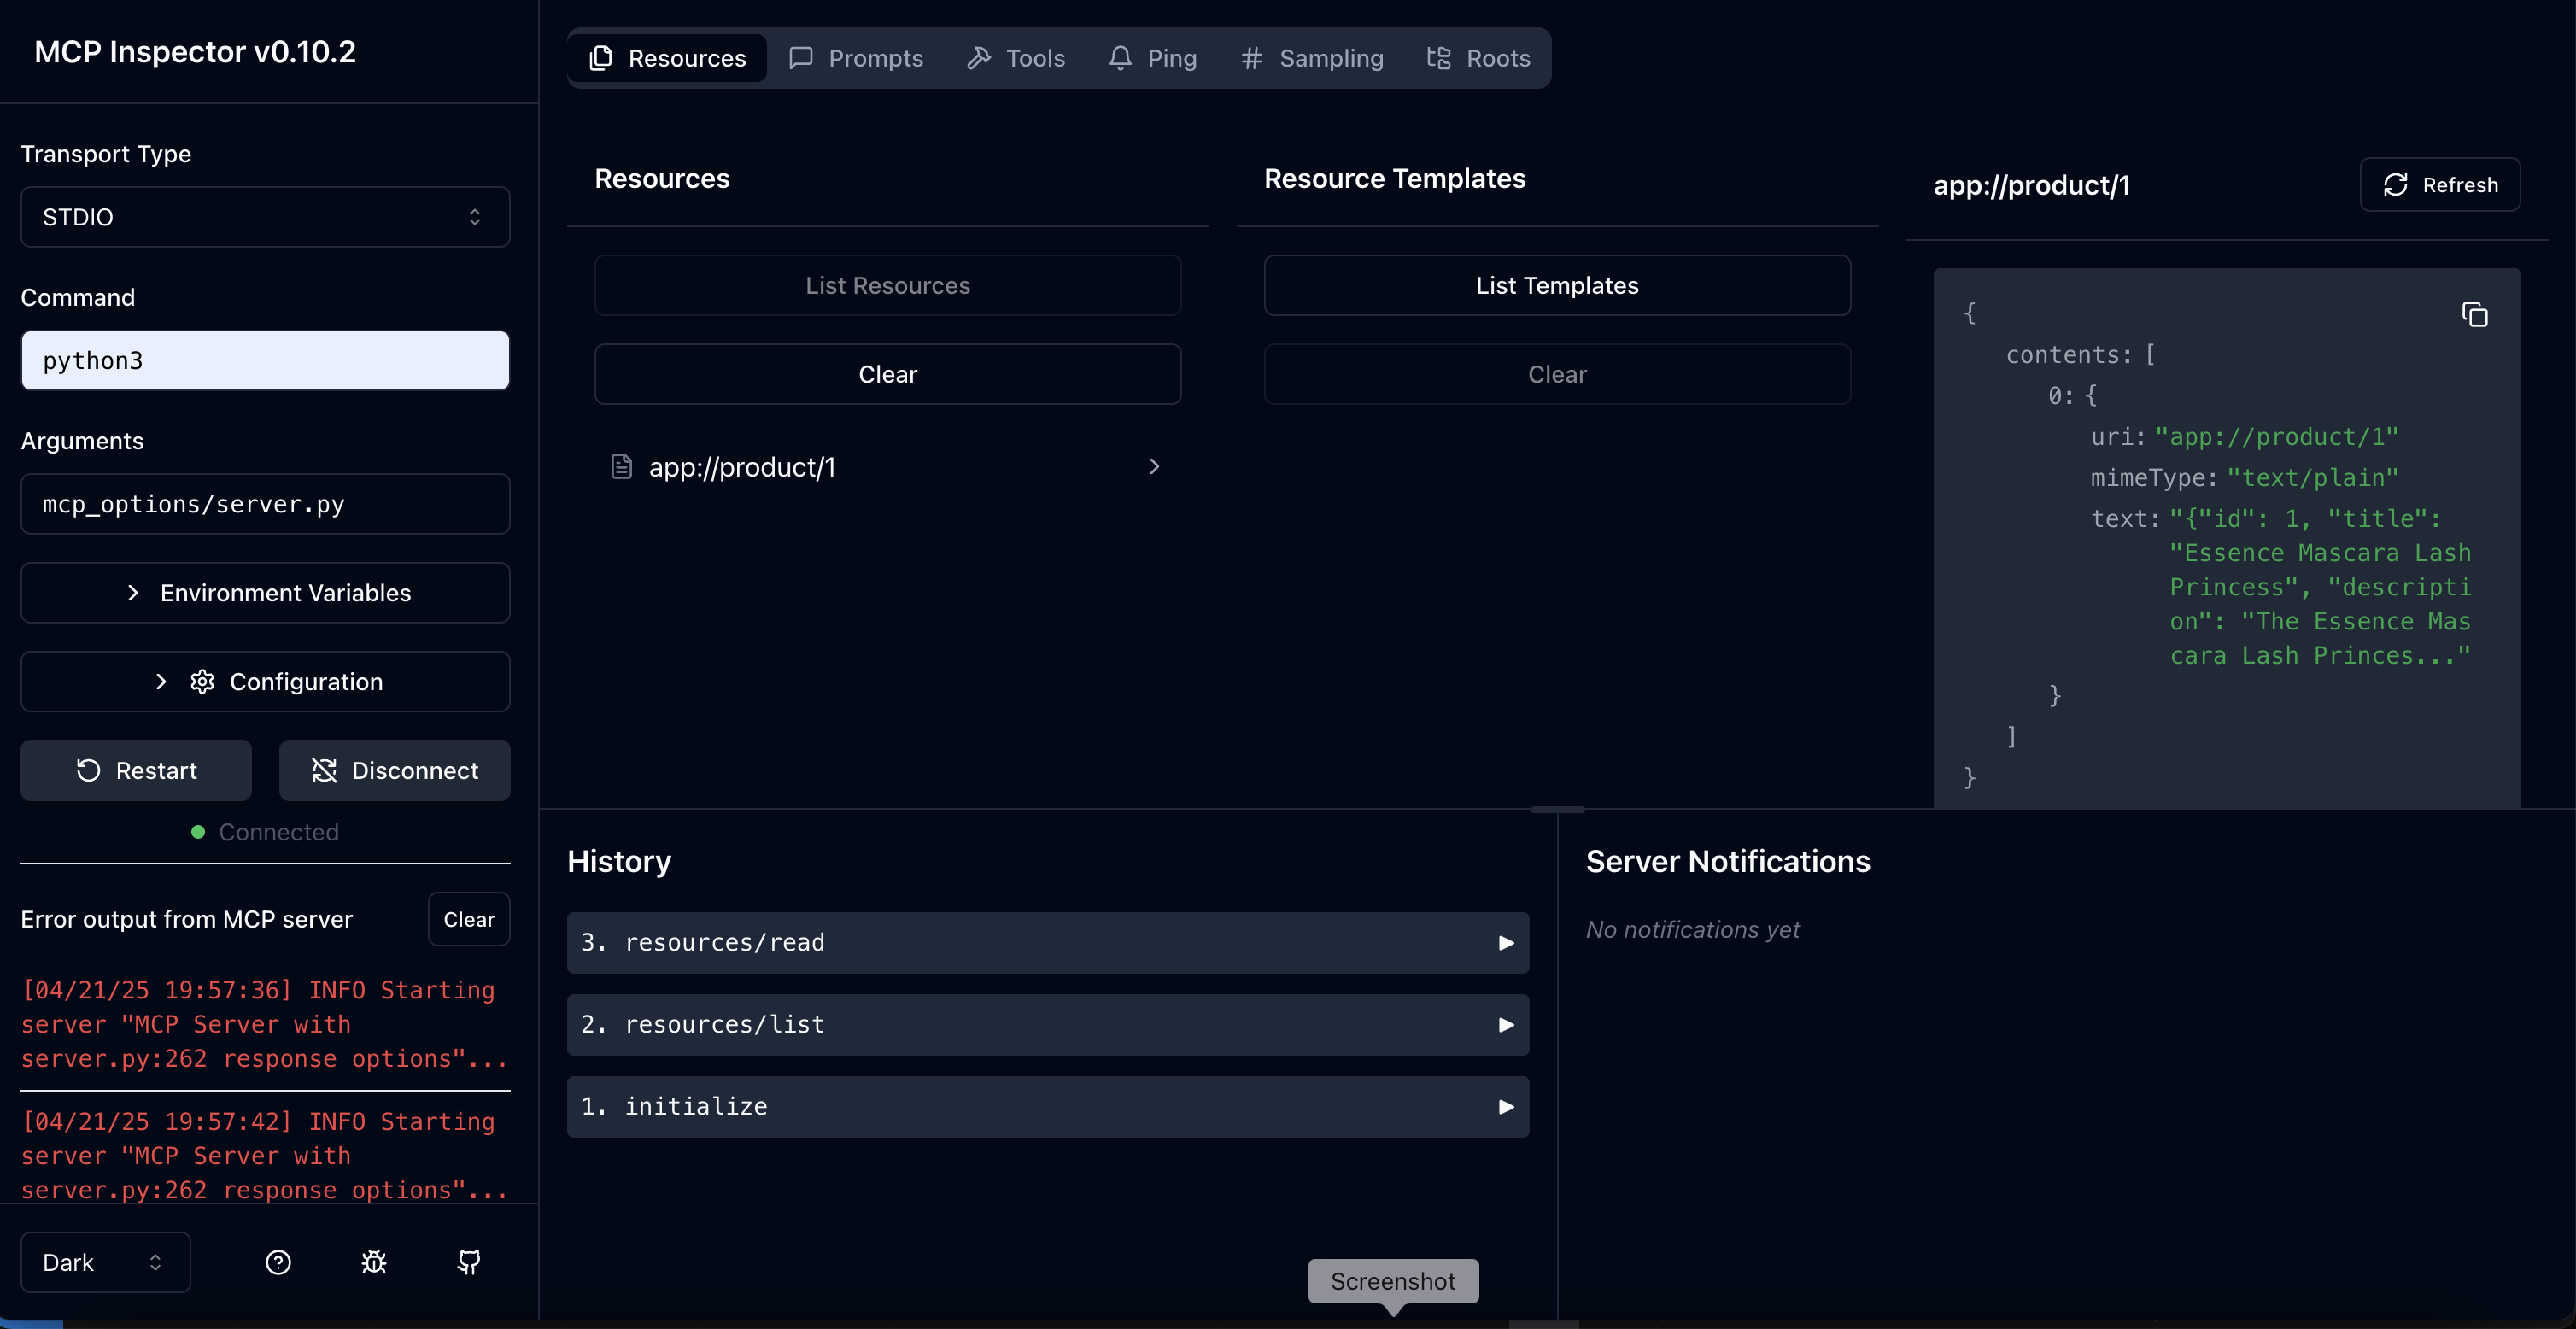 MCP Inspector v0.10.2
Transport Type
STDIO
Command
python3
Arguments
mcp_options/server.py
Environment Variables
Configuration
Restart
Disconnect
Connected
Error output from MCP server
Clear
[04/21/25 19:57:36] INFO Starting
server "MCP Server with
server.py:262 response options"...
[04/21/25 19:57:42] INFO Starting
server "MCP Server with
server.py:262 response options"...
Dark
Resources
Prompts
Tools
Ping
Sampling
Roots
Resources
List Resources
Clear
app://product/1
Resource Templates
List Templates
Clear
app://product/1
Refresh
{
contents: [
0: {
uri: "app://product/1"
mimeType: "text/plain"
text: "{"id": 1, "title":
"Essence Mascara Lash
Princess", "descripti
on": "The Essence Mas
cara Lash Princes..."
}
]
}
History
3. resources/read
2. resources/list
1. initialize
Server Notifications
No notifications yet
Screenshot